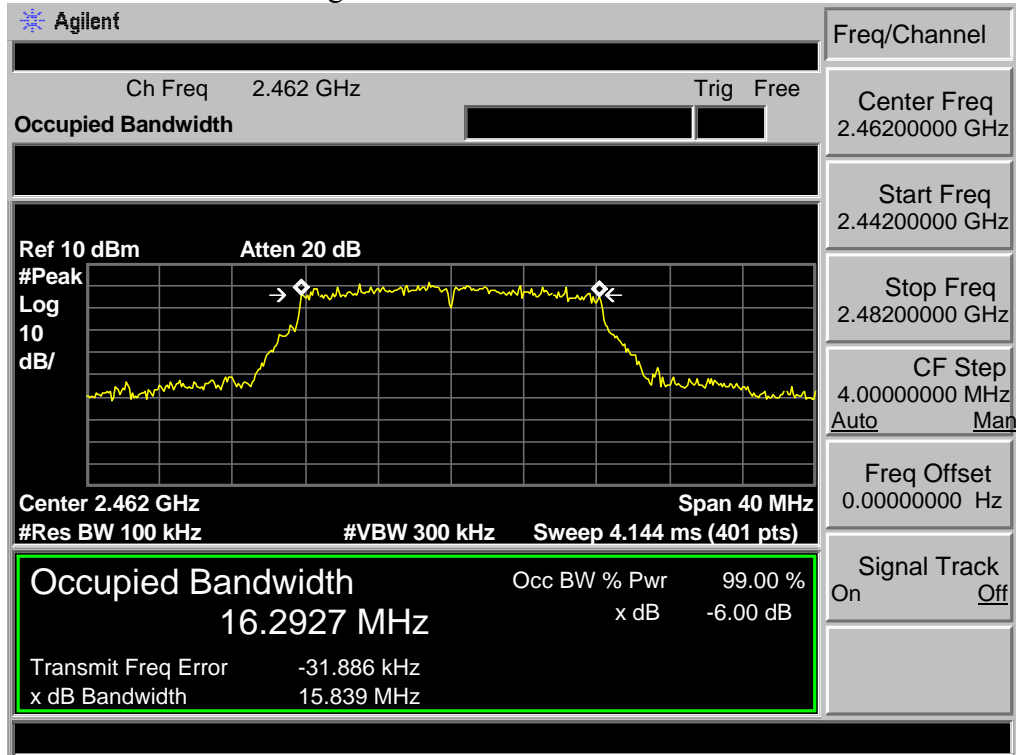 Agilent
Freq/Channel
Ch Freq 2.462 GHz Trig Free
Occupied Bandwidth
Center Freq
2.46200000 GHz
Start Freq
2.44200000 GHz
Ref 10 dBm Atten 20 dB
#Peak
Log
10
dB/
Stop Freq
2.48200000 GHz
CF Step
4.00000000 MHz
Auto Man
Center 2.462 GHz Span 40 MHz
#Res BW 100 kHz #VBW 300 kHz Sweep 4.144 ms (401 pts)
Freq Offset
0.00000000 Hz
Occupied Bandwidth Occ BW % Pwr 99.00 %
16.2927 MHz x dB -6.00 dB
Signal Track
On Off
Transmit Freq Error -31.886 kHz
x dB Bandwidth 15.839 MHz